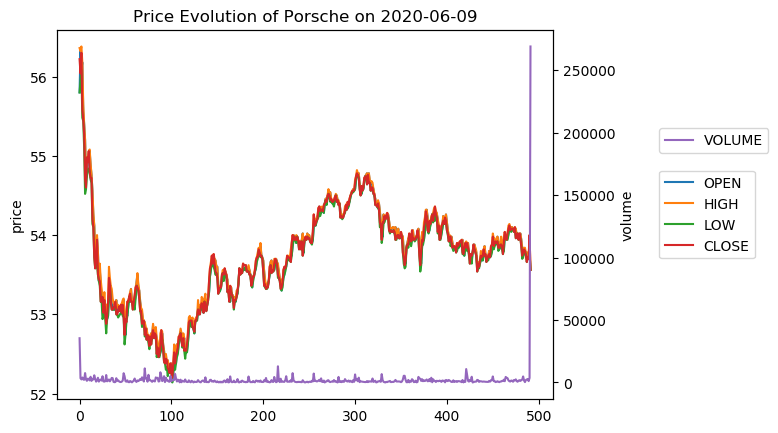 Price Evolution of Porsche on 2020-06-09
price
56
55
54
53
52
0
100
200
300
400
500
250000
200000
150000
100000
50000
0
volume
VOLUME
OPEN
HIGH
LOW
CLOSE